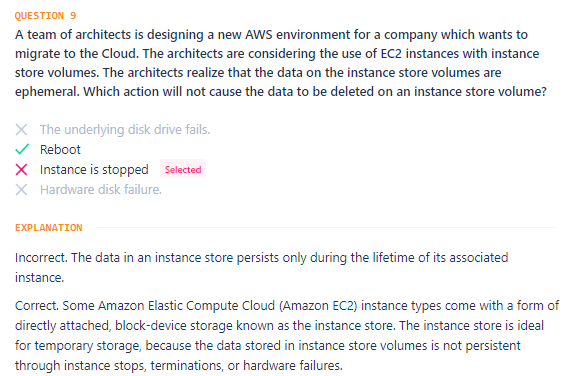 QUESTION 9
A team of architects is designing a new AWS environment for a company which wants to
migrate to the Cloud. The architects are considering the use of EC2 instances with instance
store volumes. The architects realize that the data on the instance store volumes are
ephemeral. Which action will not cause the data to be deleted on an instance store volume?
The underlying disk drive fails.
Reboot
Instance is stopped Selected
Hardware disk failure.
EXPLANATION
Incorrect. The data in an instance store persists only during the lifetime of its associated
instance.
Correct. Some Amazon Elastic Compute Cloud (Amazon EC2) instance types come with a form of
directly attached, block-device storage known as the instance store. The instance store is ideal
for temporary storage, because the data stored in instance store volumes is not persistent
through instance stops, terminations, or hardware failures.